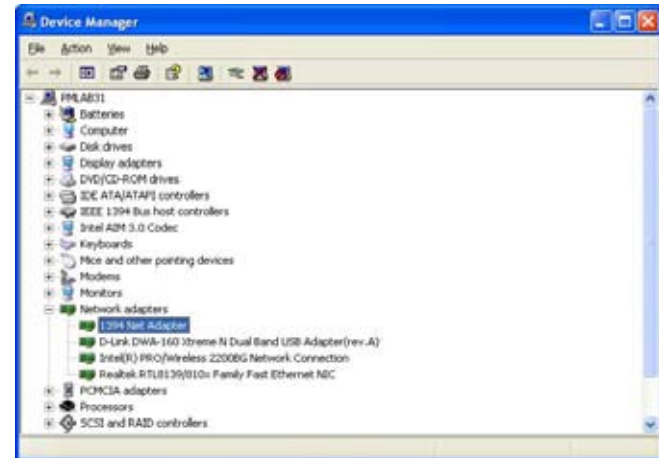 Device Manager
File Action View Help
PMLAB31
Batteries
Computer
Disk drives
Display adapters
DVD/CD-ROM drives
IDE ATA/ATAPI controllers
IEEE 1394 Bus host controllers
Intel AIM 3.0 Codec
Keyboards
Mice and other pointing devices
Modems
Monitors
Network adapters
1394 Net Adapter
D-Link DWA-160 Xtreme N Dual Band USB Adapter(rev.A)
Intel(R) PRO/Wireless 2200BG Network Connection
Realtek RTL8139/810x Family Fast Ethernet NIC
PCMCIA adapters
Processors
SCSI and RAID controllers